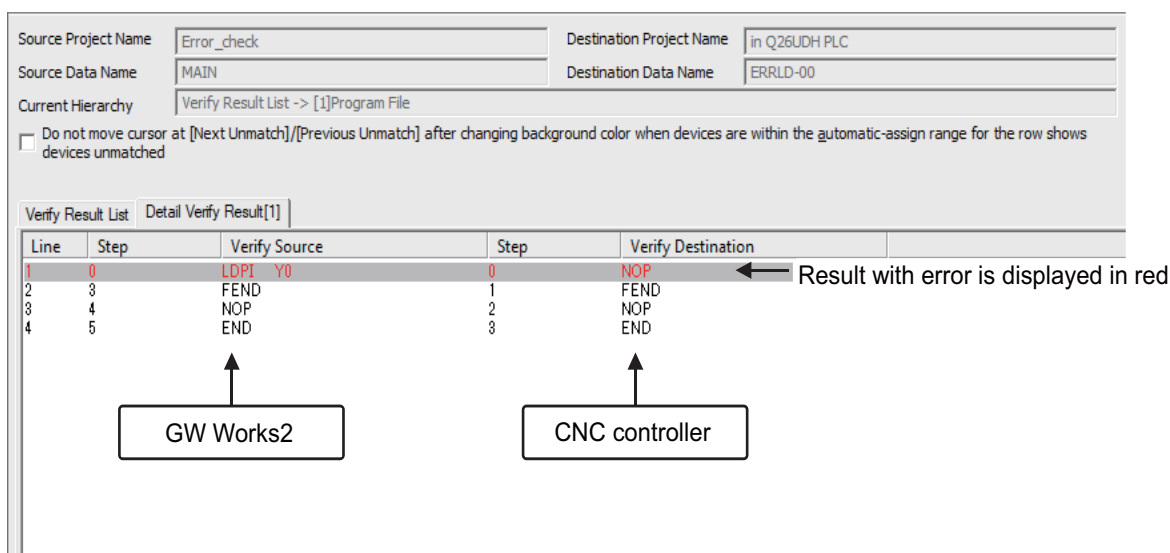 Source Project Name Error_check Destination Project Name in Q26UDH PLC
Source Data Name MAIN Destination Data Name ERRLD-00
Current Hierarchy Verify Result List -> [1]Program File
Do not move cursor at [Next Unmatch]/[Previous Unmatch] after changing background color when devices are within the automatic-assign range for the row shows
devices unmatched
Verify Result List Detail Verify Result[1]
Line Step Verify Source Step Verify Destination
1 0 LDPI Y0 0 NOP Result with error is displayed in red
2 3 FEND 1 FEND
3 4 NOP 2 NOP
4 5 END 3 END
GW Works2 CNC controller